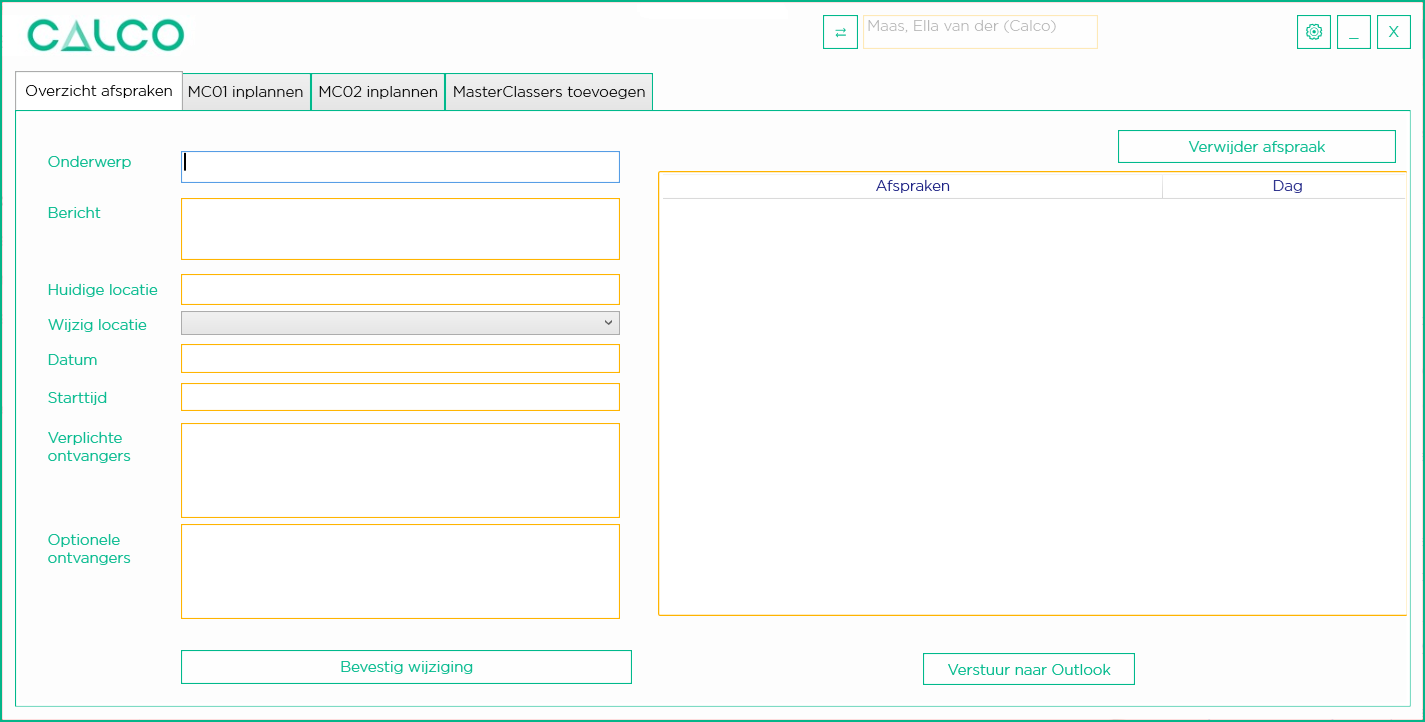 CALCO
⇄
Maas, Ella van der (Calco)
_
X
Overzicht afspraken
MC01 inplannen
MC02 inplannen
MasterClassers toevoegen
Onderwerp
Bericht
Huidige locatie
Wijzig locatie
Datum
Starttijd
Verplichte
ontvangers
Optionele
ontvangers
Bevestig wijziging
Verwijder afspraak
Afspraken
Dag
Verstuur naar Outlook